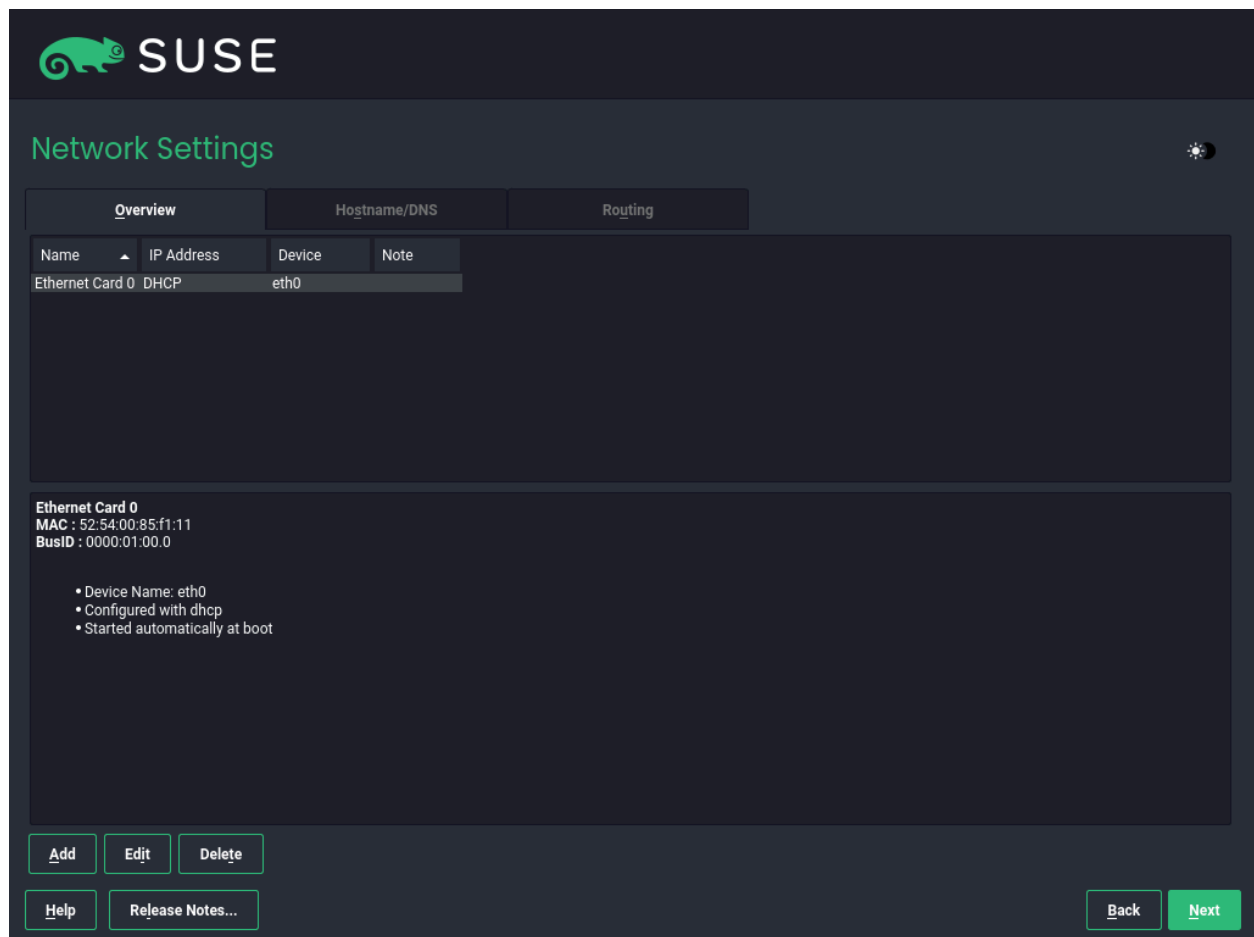 SUSE
Network Settings
Overview Hostname/DNS Routing
Name IP Address Device Note
Ethernet Card 0 DHCP eth0
Ethernet Card 0
MAC : 52:54:00:85:f1:11
BusID : 0000:01:00.0
• Device Name: eth0
• Configured with dhcp
• Started automatically at boot
Add Edit Delete
Help Release Notes... Back Next